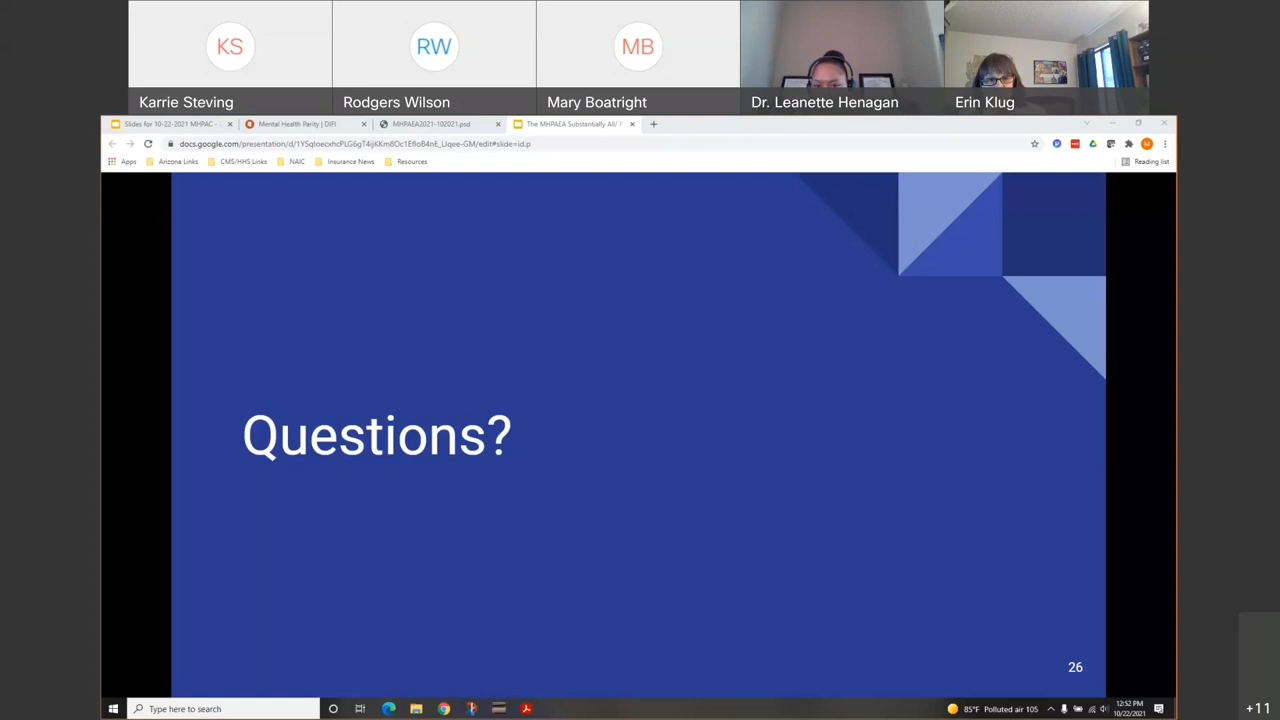 KS
RW
MB
Karrie Steving
Rodgers Wilson
Mary Boatright
Dr. Leanette Henagan
Erin Klug
Slides for 10-22-2021 MHPAC -
Mental Health Parity | DIFI
MHPAEA2021-102021.psd
The MHPAEA Substantially All/
Apps
Arizona Links
CMS/HHS Links
NAIC
Insurance News
Resources
Reading list
Questions?
26
Type here to search
85°F Polluted air 105
12:52 PM
10/22/2021
+11